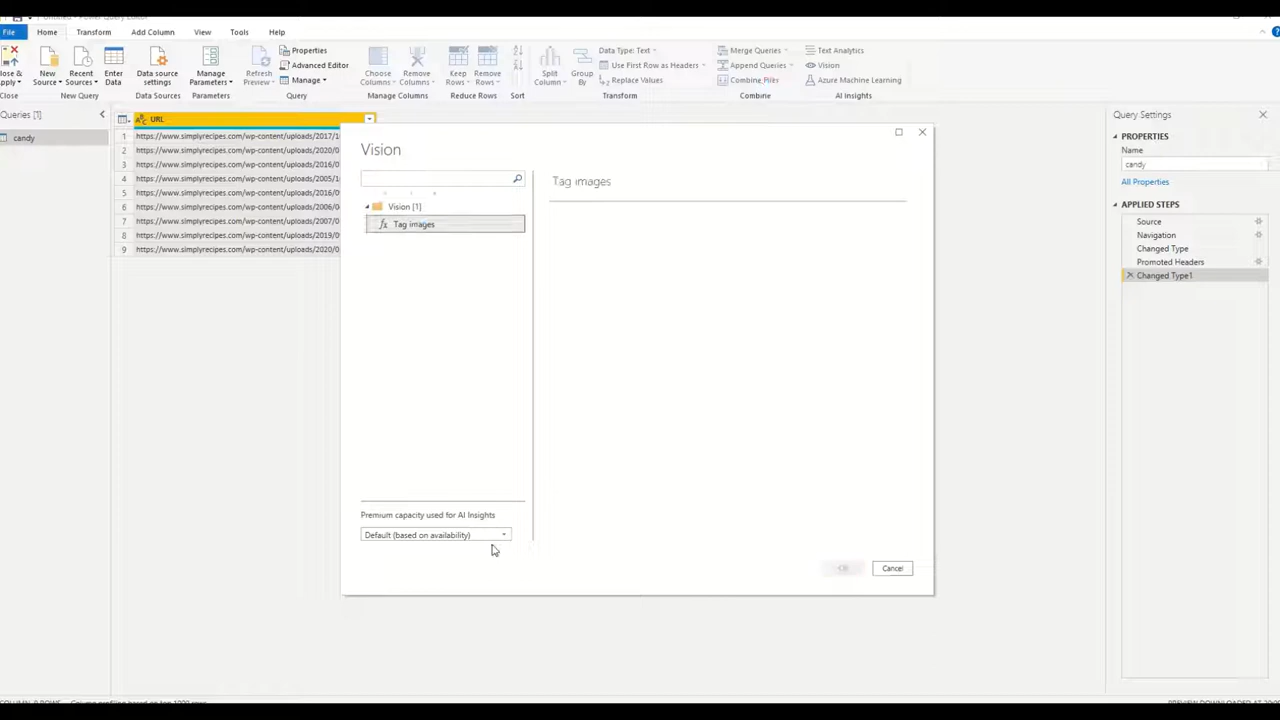 File Home Transform Add Column View Tools Help
Close & Apply
New Source
Recent Sources
Enter Data
Data source settings
Manage Parameters
Refresh Preview
Properties
Advanced Editor
Manage
Choose Columns
Remove Columns
Keep Rows
Remove Rows
Split Column
Group By
Data Type: Text
Use First Row as Headers
Replace Values
Merge Queries
Append Queries
Combine Files
Text Analytics
Vision
Azure Machine Learning
Close New Query Data Sources Parameters Query Manage Columns Reduce Rows Sort Transform Combine AI Insights
Queries [1]
candy
URL
1 https://www.simplyrecipes.com/wp-content/uploads/2017/1
2 https://www.simplyrecipes.com/wp-content/uploads/2020/0
3 https://www.simplyrecipes.com/wp-content/uploads/2016/0
4 https://www.simplyrecipes.com/wp-content/uploads/2005/1
5 https://www.simplyrecipes.com/wp-content/uploads/2016/0
6 https://www.simplyrecipes.com/wp-content/uploads/2006/0
7 https://www.simplyrecipes.com/wp-content/uploads/2007/0
8 https://www.simplyrecipes.com/wp-content/uploads/2019/0
9 https://www.simplyrecipes.com/wp-content/uploads/2020/0
Vision
Vision [1]
Tag images
Premium capacity used for AI Insights
Default (based on availability)
Tag images
OK Cancel
Query Settings
PROPERTIES
Name
candy
All Properties
APPLIED STEPS
Source
Navigation
Changed Type
Promoted Headers
Changed Type1